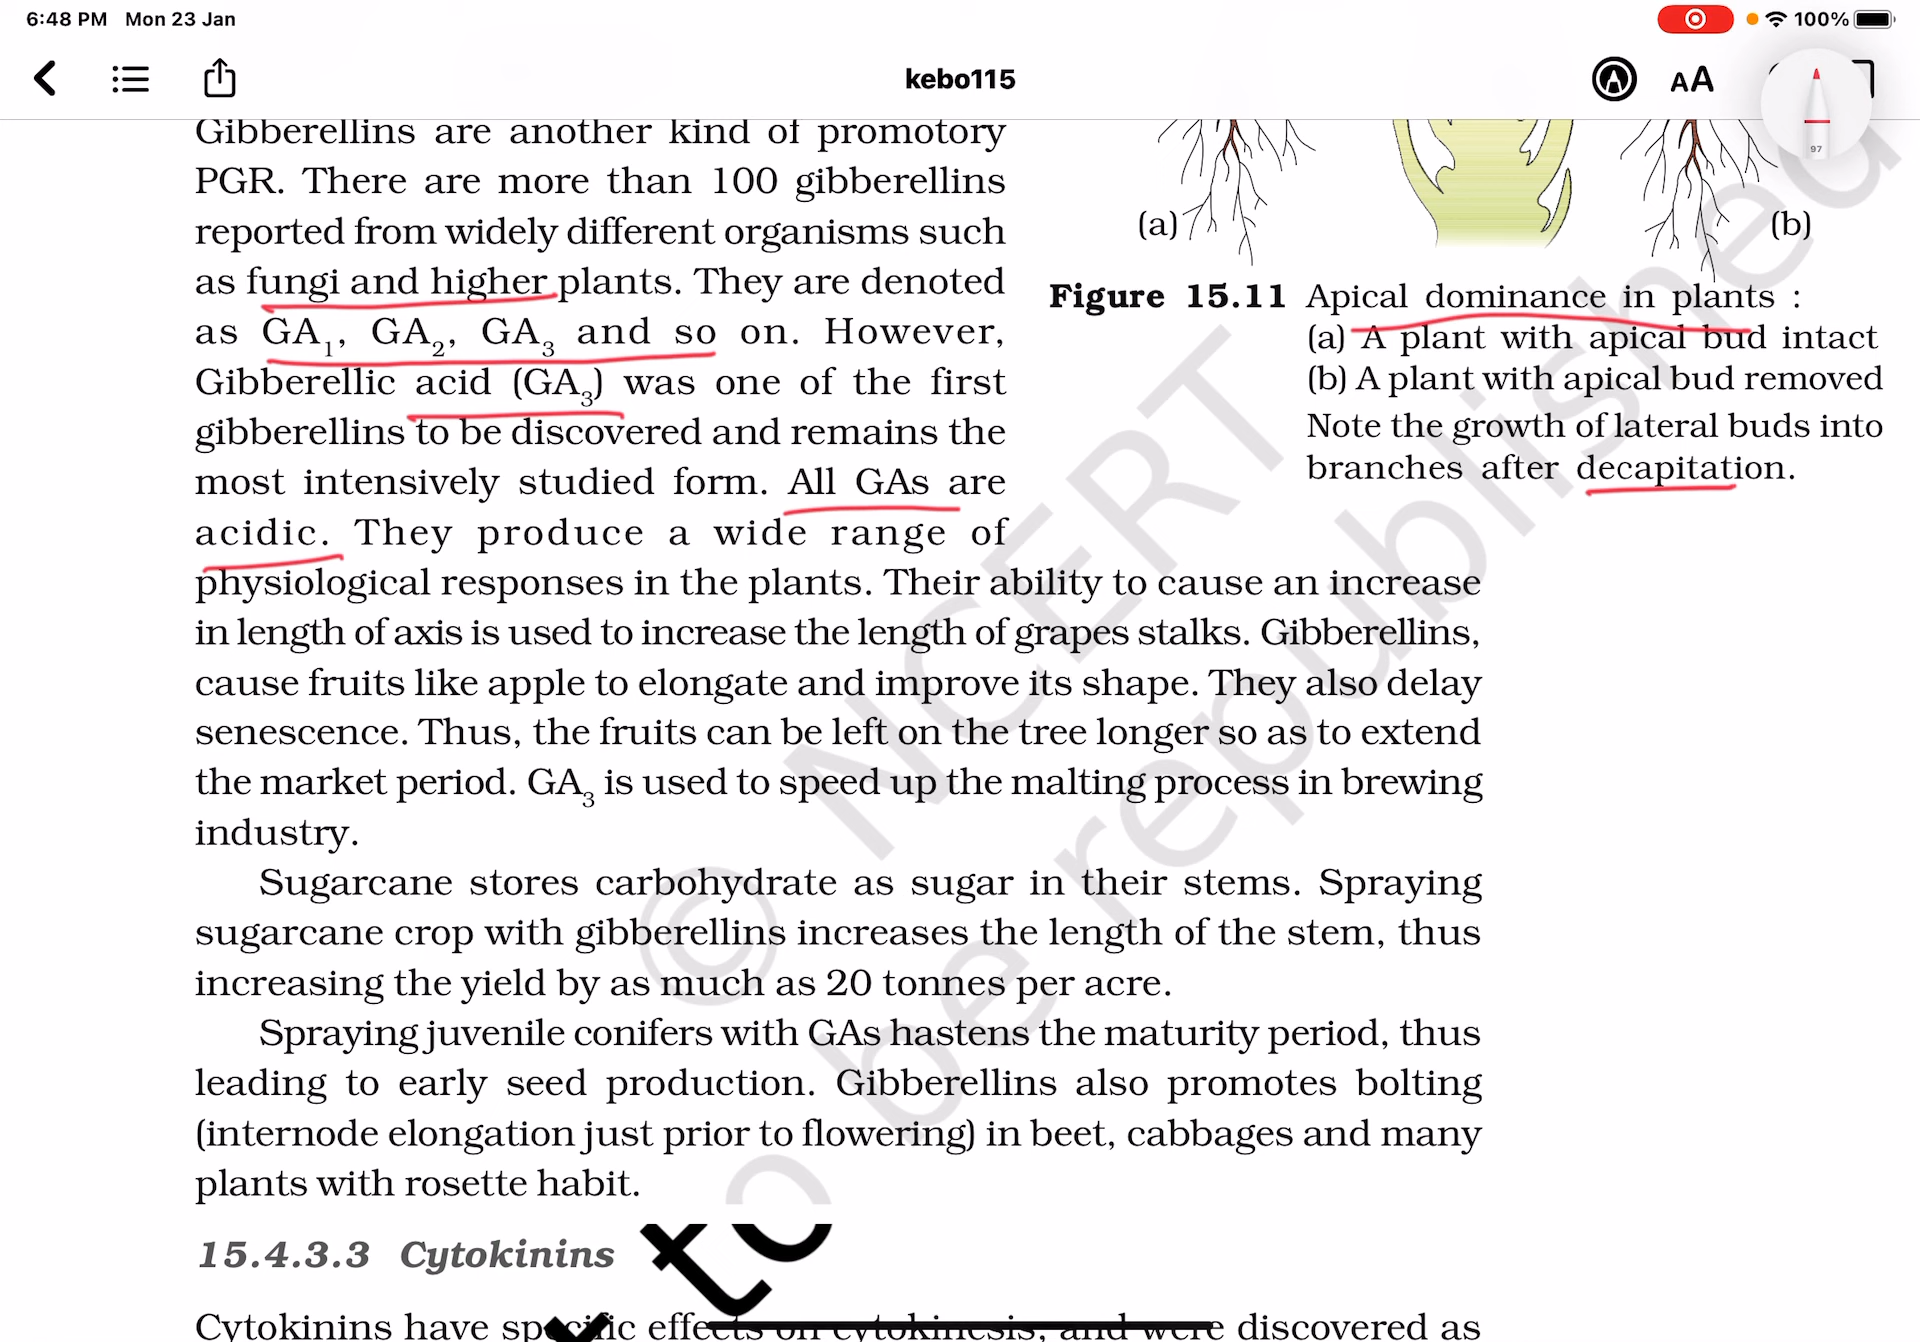 6:48 PM Mon 23 Jan
100%
kebo115
AA
97
Gibberellins are another kind of promotory
PGR. There are more than 100 gibberellins
reported from widely different organisms such
as fungi and higher plants. They are denoted
as GA1, GA2, GA3 and so on. However,
Gibberellic acid (GA3) was one of the first
gibberellins to be discovered and remains the
most intensively studied form. All GAs are
acidic. They produce a wide range of
physiological responses in the plants. Their ability to cause an increase
in length of axis is used to increase the length of grapes stalks. Gibberellins,
cause fruits like apple to elongate and improve its shape. They also delay
senescence. Thus, the fruits can be left on the tree longer so as to extend
the market period. GA3 is used to speed up the malting process in brewing
industry.
Sugarcane stores carbohydrate as sugar in their stems. Spraying
sugarcane crop with gibberellins increases the length of the stem, thus
increasing the yield by as much as 20 tonnes per acre.
Spraying juvenile conifers with GAs hastens the maturity period, thus
leading to early seed production. Gibberellins also promotes bolting
(internode elongation just prior to flowering) in beet, cabbages and many
plants with rosette habit.
15.4.3.3 Cytokinins
Cytokinins have specific effects on cytokinesis, and were discovered as
(a)
(b)
Figure 15.11 Apical dominance in plants :
(a) A plant with apical bud intact
(b) A plant with apical bud removed
Note the growth of lateral buds into
branches after decapitation.
© NCERT
to be republished
to